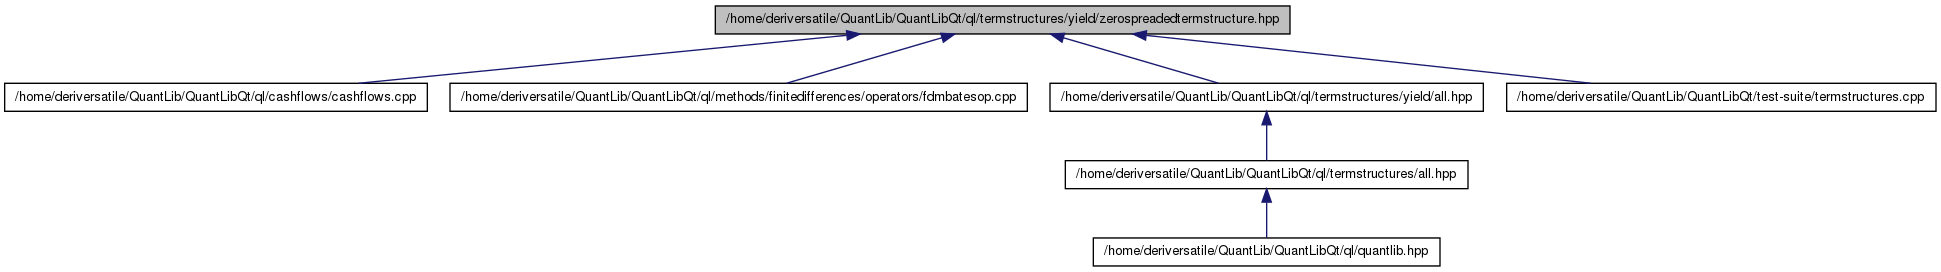 /home/deriversatile/QuantLib/QuantLibQt/ql/termstructures/yield/zerospreadedtermstructure.hpp
/home/deriversatile/QuantLib/QuantLibQt/ql/cashflows/cashflows.cpp
/home/deriversatile/QuantLib/QuantLibQt/ql/methods/finitedifferences/operators/fdmbatesop.cpp
/home/deriversatile/QuantLib/QuantLibQt/ql/termstructures/yield/all.hpp
/home/deriversatile/QuantLib/QuantLibQt/test-suite/termstructures.cpp
/home/deriversatile/QuantLib/QuantLibQt/ql/termstructures/all.hpp
/home/deriversatile/QuantLib/QuantLibQt/ql/quantlib.hpp